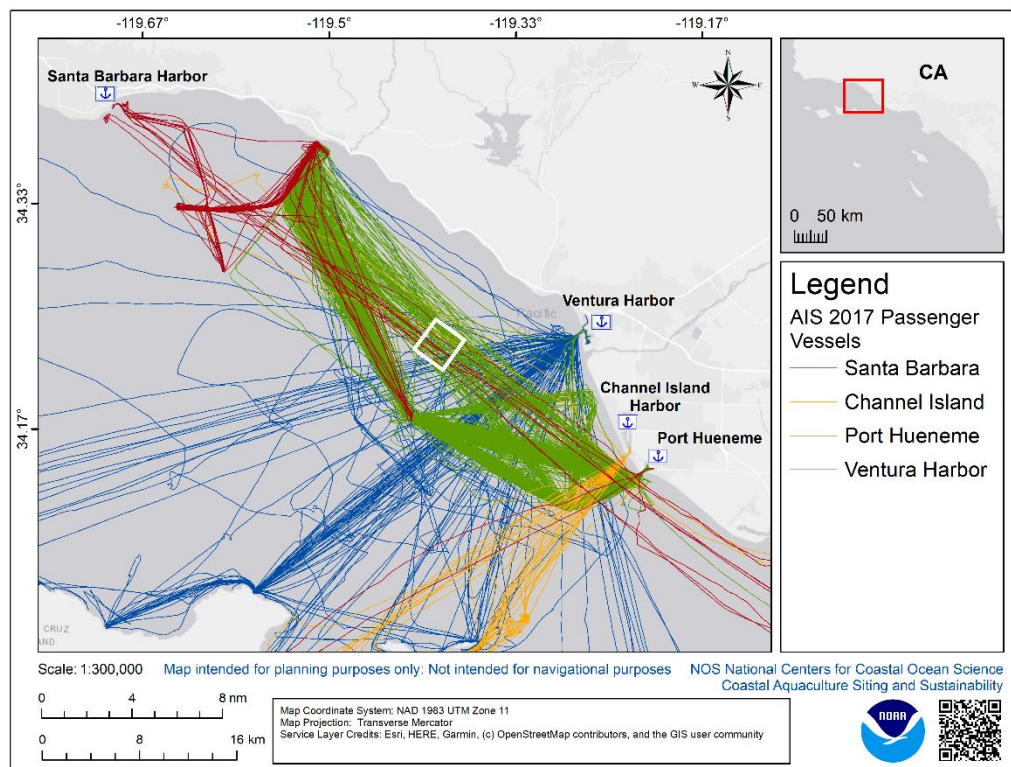 -119.67°
-119.5°
-119.33°
-119.17°
34.33
34.17
Santa Barbara Harbor
N
W
E
S
Pacific
Ventura Harbor
Channel Island
Harbor
Port Hueneme
CRUZ
AND
CA
0 50 km
Legend
AIS 2017 Passenger
Vessels
Santa Barbara
Channel Island
Port Hueneme
Ventura Harbor
Scale: 1:300,000
Map intended for planning purposes only: Not intended for navigational purposes
NOS National Centers for Coastal Ocean Science
Coastal Aquaculture Siting and Sustainability
0 4 8 nm
0 8 16 km
Map Coordinate System: NAD 1983 UTM Zone 11
Map Projection: Transverse Mercator
Service Layer Credits: Esri, HERE, Garmin, (c) OpenStreetMap contributors, and the GIS user community
NOAA